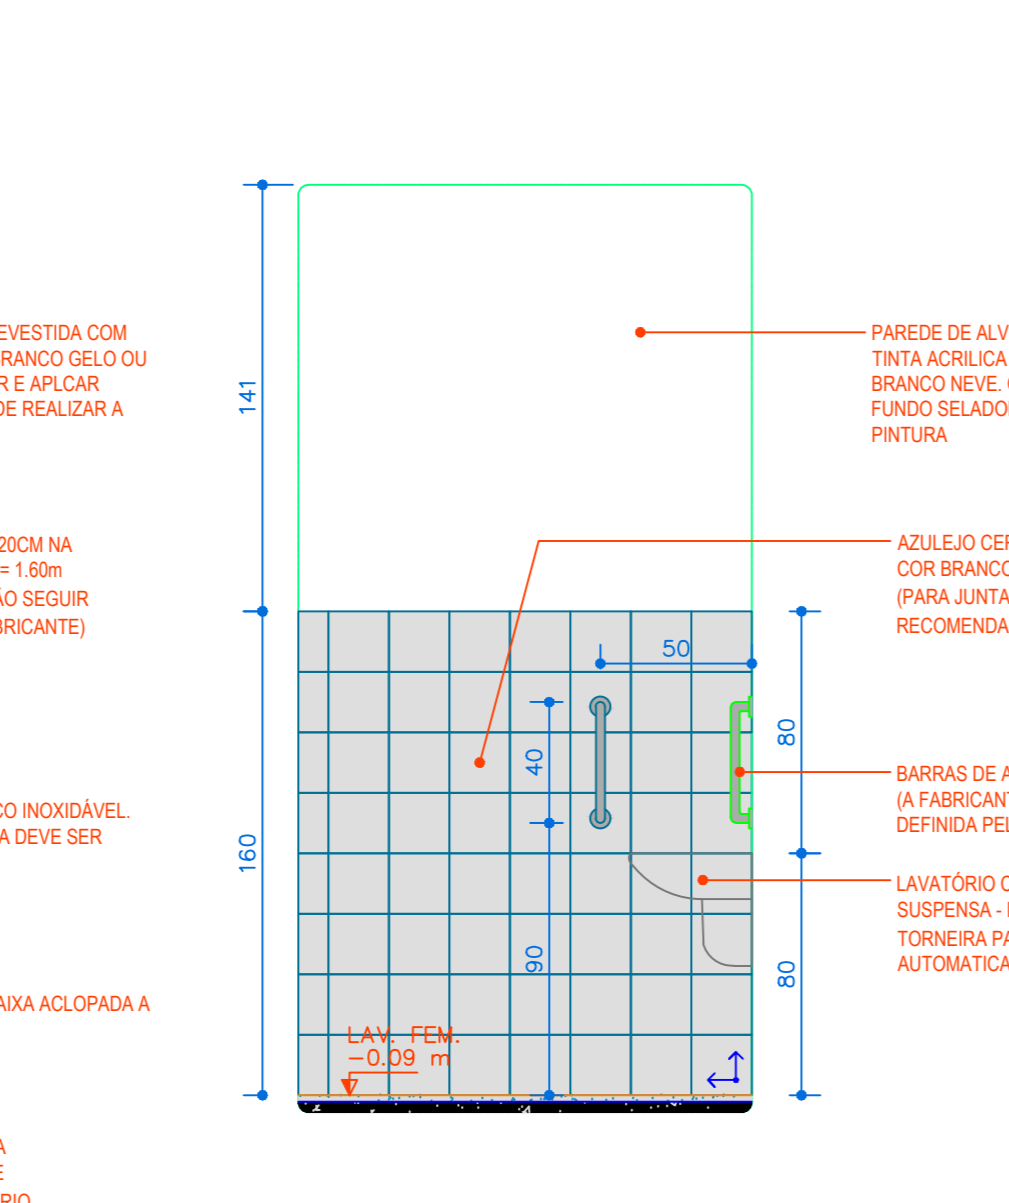 EVESTIDA COM
BRANCO GELO OU
R E APLCAR
DE REALIZAR A
20CM NA
= 1.60m
ÃO SEGUIR
BRICANTE)
CO INOXIDÁVEL.
A DEVE SER
AIXA ACLOPADA A
A
E
RIO
141
160
50
40
90
80
80
LAV. FEM.
-0.09 m
PAREDE DE ALV
TINTA ACRILICA
BRANCO NEVE.
FUNDO SELADO
PINTURA
AZULEJO CE
COR BRANCO
(PARA JUNTA
RECOMENDA
BARRAS DE A
(A FABRICAN
DEFINIDA PEL
LAVATÓRIO C
SUSPENSA -
TORNEIRA PA
AUTOMATICA